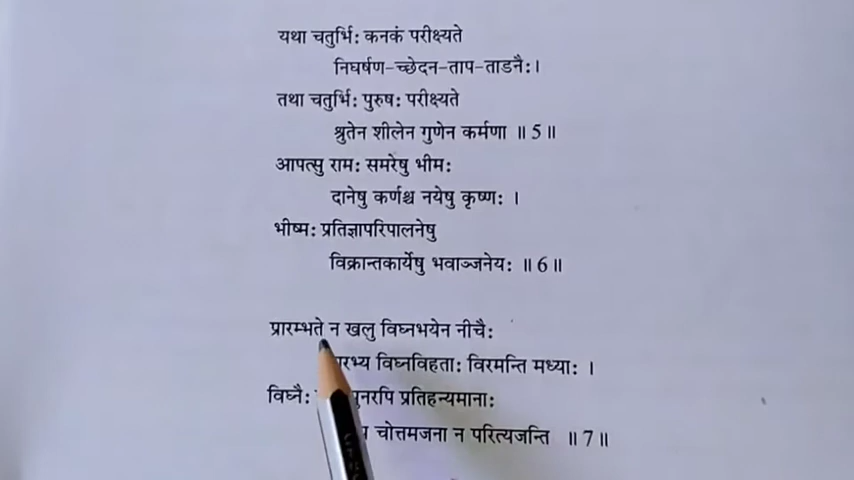 यथा चतुर्भि: कनकं परीक्ष्यते
निघर्षण-च्छेदन-ताप-ताडनै:।
तथा चतुर्भि: पुरुष: परीक्ष्यते
श्रुतेन शीलेन गुणेन कर्मणा ॥5॥
आपत्सु राम: समरेषु भीम:
दानेषु कर्णश्च नयेषु कृष्ण: ।
भीष्म: प्रतिज्ञापरिपालनेषु
विक्रान्तकार्येषु भवाञ्जनेय: ॥6॥
प्रारम्भते न खलु विघ्नभयेन नीचै:
विघ्नविहता: विरमन्ति मध्या: ।
विघ्नै: प्रतिहन्यमाना:
चोत्तमजना न परित्यजन्ति ॥7॥